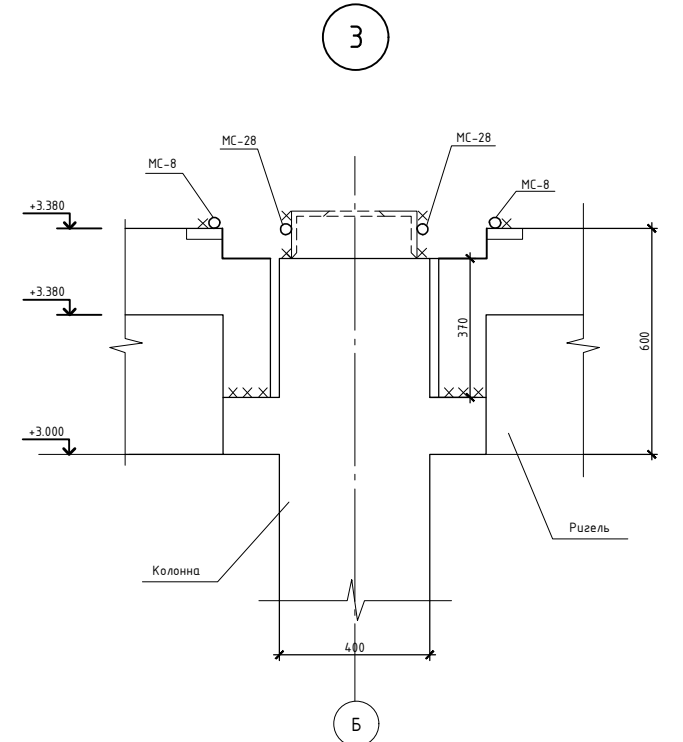 3
МС-28
МС-28
МС-8
МС-8
+3.380
+3.380
370
600
+3.000
Ригель
Колонна
400
Б